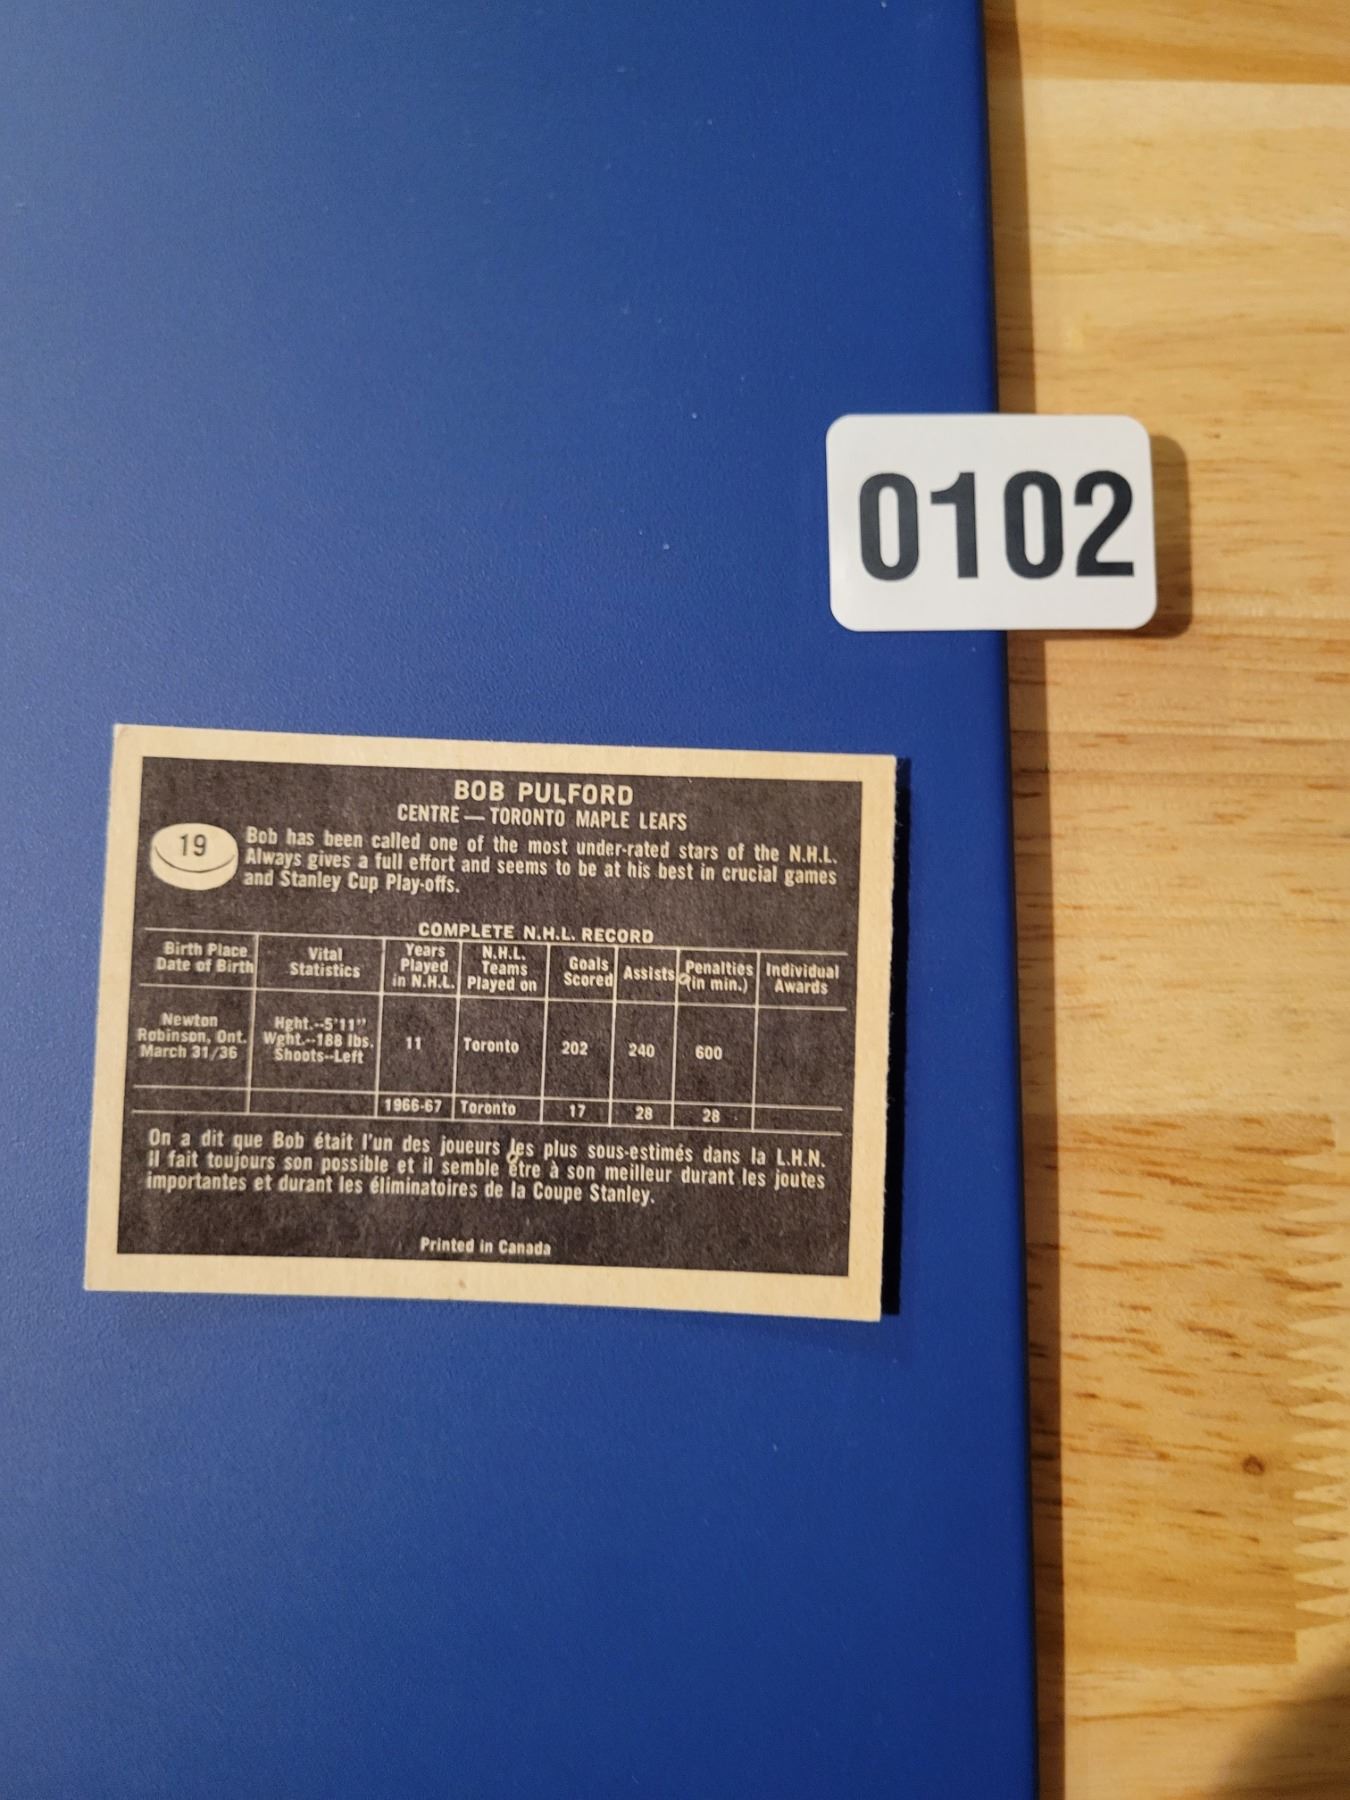 0102
BOB PULFORD
CENTRE — TORONTO MAPLE LEAFS
19
Bob has been called one of the most under-rated stars of the N.H.L.
Always gives a full effort and seems to be at his best in crucial games
and Stanley Cup Play-offs.
COMPLETE N.H.L. RECORD
Birth Place
Date of Birth
Vital
Statistics
Years
Played
in N.H.L.
N.H.L.
Teams
Played on
Goals
Scored
Assists
Penalties
(in min.)
Individual
Awards
Newton
Robinson, Ont.
March 31/36
Hght.--5'11"
Wght.--188 lbs.
Shoots--Left
11
Toronto
202
240
600
1966-67 Toronto 17 28 28
On a dit que Bob était l'un des joueurs les plus sous-estimés dans la L.H.N.
Il fait toujours son possible et il semble être à son meilleur durant les joutes
importantes et durant les éliminatoires de la Coupe Stanley.
Printed in Canada